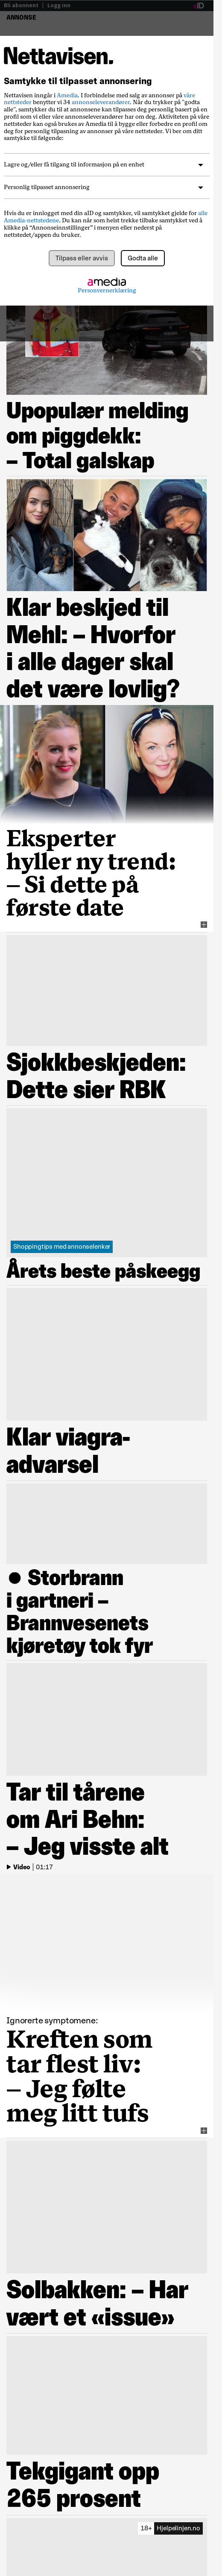 Bli abonnent | Logg inn
aID
ANNONSE
Nettavisen.
Samtykke til tilpasset annonsering
Nettavisen inngår i Amedia. I forbindelse med salg av annonser på våre
nettsteder benytter vi 34 annonseleverandører. Når du trykker på "godta
alle", samtykker du til at annonsene kan tilpasses deg personlig basert på en
profil som vi eller våre annonseleverandører har om deg. Aktiviteten på våre
områder kan også brukes av Amedia til å bygge eller forbedre en profil om
deg for personlig tilpasning av annonser på våre nettsteder. Vi ber om ditt
samtykke til følgende:
Lagre og/eller få tilgang til informasjon på en enhet
Personlig tilpasset annonsering
Hvis du er innlogget med din aID og samtykker, vil samtykket gjelde for alle
Amedia-nettstedene. Du kan når som helst trekke tilbake samtykket ved å
klikke på “Annonseinnstillinger” i menyen eller nederst på
nettstedet/appen du bruker.
Tilpass eller avvis
Godta alle
amedia
Personvernerklæring
Upopulær melding
om piggdekk:
– Total galskap
Klar beskjed til
Mehl: – Hvorfor
i alle dager skal
det være lovlig?
Eksperter
hyller ny trend:
– Si dette på
første date
Sjokkbeskjeden:
Dette sier RBK
Shoppingtips med annonselenker
Årets beste påskeegg
Klar viagra-
advarsel
● Storbrann
i gartneri –
Brannvesenets
kjøretøy tok fyr
Tar til tårene
om Ari Behn:
– Jeg visste alt
Video | 01:17
Ignorerte symptomene:
Kreften som
tar flest liv:
– Jeg følte
meg litt tufs
Solbakken: – Har
vært et «issue»
Tekgigant opp
265 prosent
18+ Hjelpelinjen.no